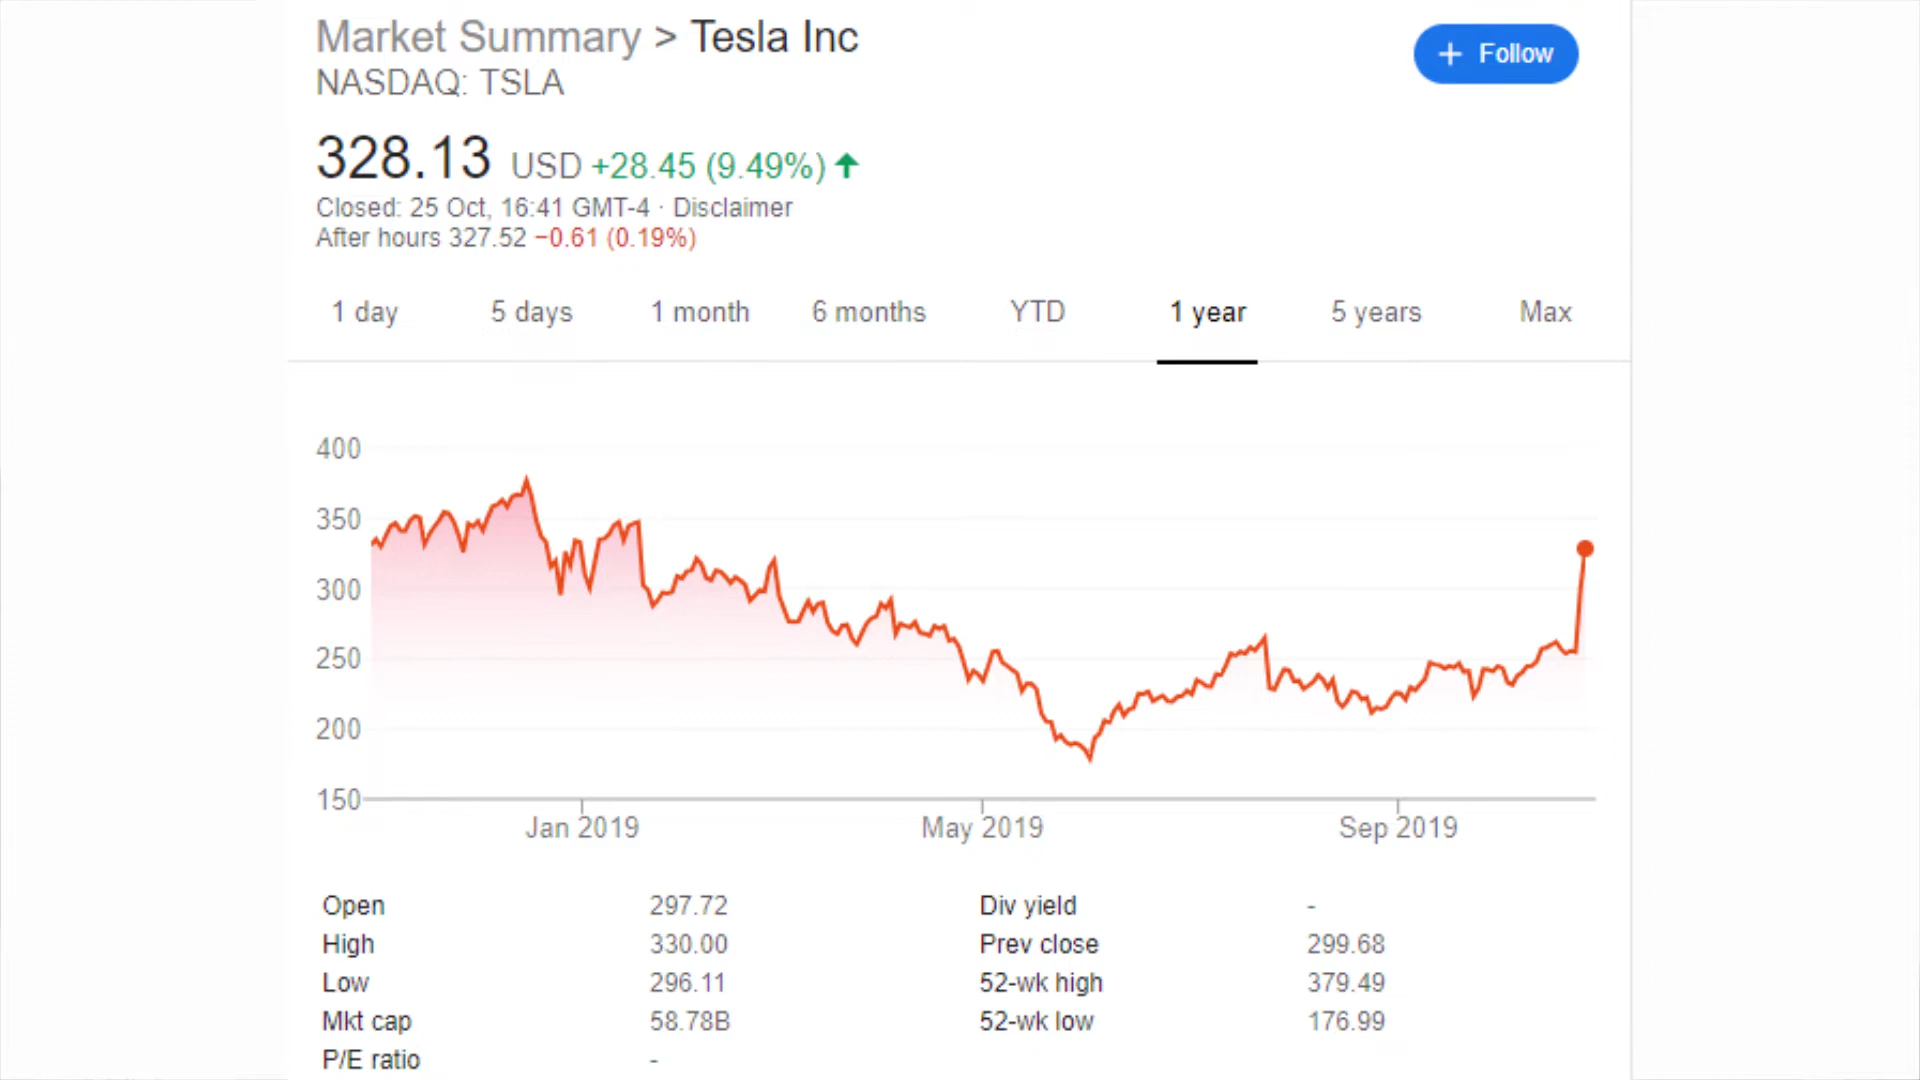 Market Summary > Tesla Inc
NASDAQ: TSLA
+ Follow
328.13 USD +28.45 (9.49%)
Closed: 25 Oct, 16:41 GMT-4 · Disclaimer
After hours 327.52 −0.61 (0.19%)
1 day 5 days 1 month 6 months YTD 1 year 5 years Max
400
350
300
250
200
150
Jan 2019 May 2019 Sep 2019
Open 297.72 Div yield -
High 330.00 Prev close 299.68
Low 296.11 52-wk high 379.49
Mkt cap 58.78B 52-wk low 176.99
P/E ratio -